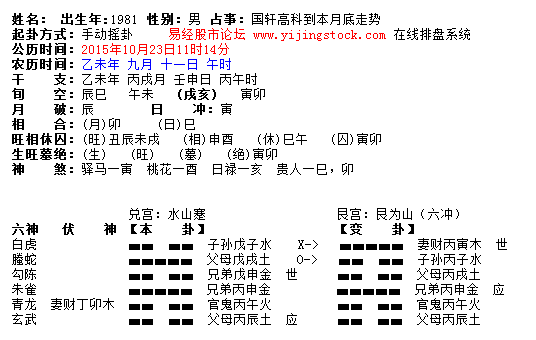 姓名： 出生年:1981 性别：男 占事：国轩高科到本月底走势
起卦方式：手动摇卦 易经股市论坛 www.yijingstock.com 在线排盘系统
公历时间：2015年10月23日11时14分
农历时间：乙未年 九月 十一日 午时
干 支：乙未年 丙戌月 壬申日 丙午时
旬 空：辰巳 午未 (戌亥) 寅卯
月 破：辰 日 冲：寅
相 合：(月)卯 (日)巳
旺相休囚：(旺)丑辰未戌 (相)申酉 (休)巳午 (囚)寅卯
生旺墓绝：(生) (旺) (墓) (绝)寅卯
神 煞：驿马—寅 桃花—酉 日禄—亥 贵人—巳，卯
兑宫：水山蹇 艮宫：艮为山（六冲）
六神 伏 神 【本 卦】 【变 卦】
白虎 子孙戊子水 X-> 妻财丙寅木 世
螣蛇 父母戊戌土 O-> 子孙丙子水
勾陈 兄弟戊申金 世 父母丙戌土
朱雀 兄弟丙申金 兄弟丙申金 应
青龙 妻财丁卯木 官鬼丙午火 官鬼丙午火
玄武 父母丙辰土 应 父母丙辰土